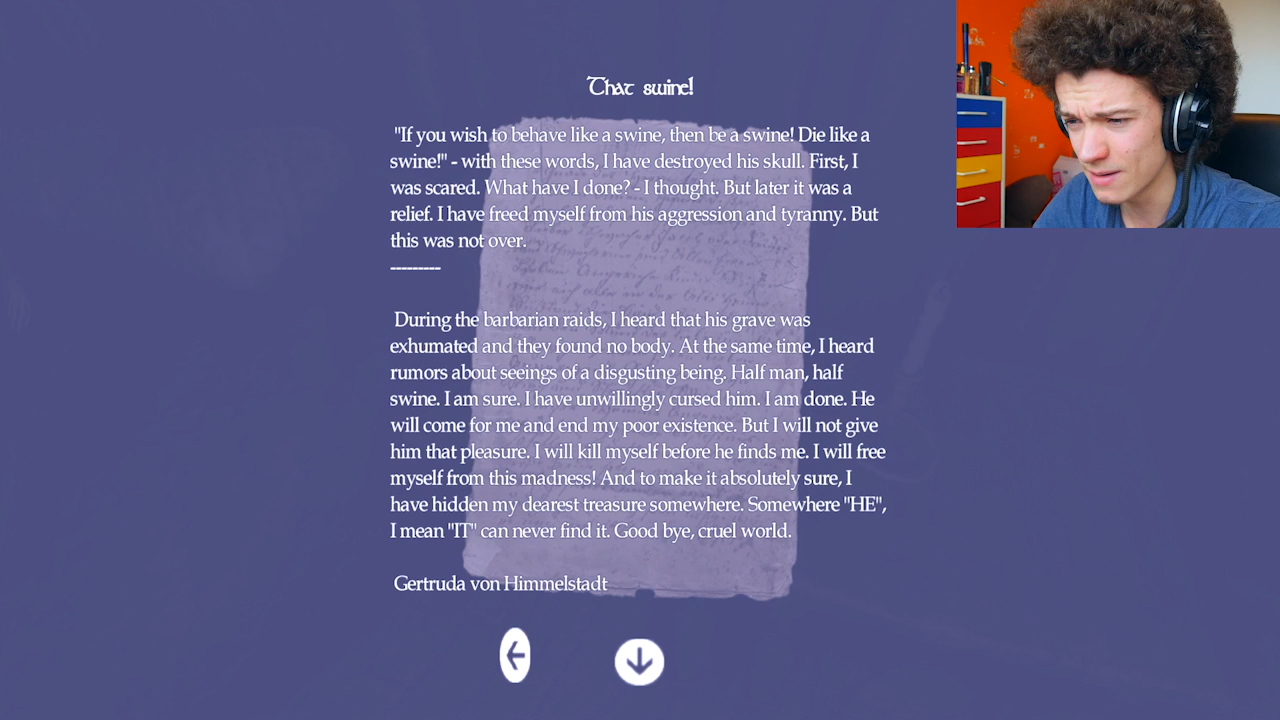 That swine!
"If you wish to behave like a swine, then be a swine! Die like a
swine!" - with these words, I have destroyed his skull. First, I
was scared. What have I done? - I thought. But later it was a
relief. I have freed myself from his aggression and tyranny. But
this was not over.
---------
During the barbarian raids, I heard that his grave was
exhumated and they found no body. At the same time, I heard
rumors about seeings of a disgusting being. Half man, half
swine. I am sure. I have unwillingly cursed him. I am done. He
will come for me and end my poor existence. But I will not give
him that pleasure. I will kill myself before he finds me. I will free
myself from this madness! And to make it absolutely sure, I
have hidden my dearest treasure somewhere. Somewhere "HE",
I mean "IT" can never find it. Good bye, cruel world.
Gertruda von Himmelstadt